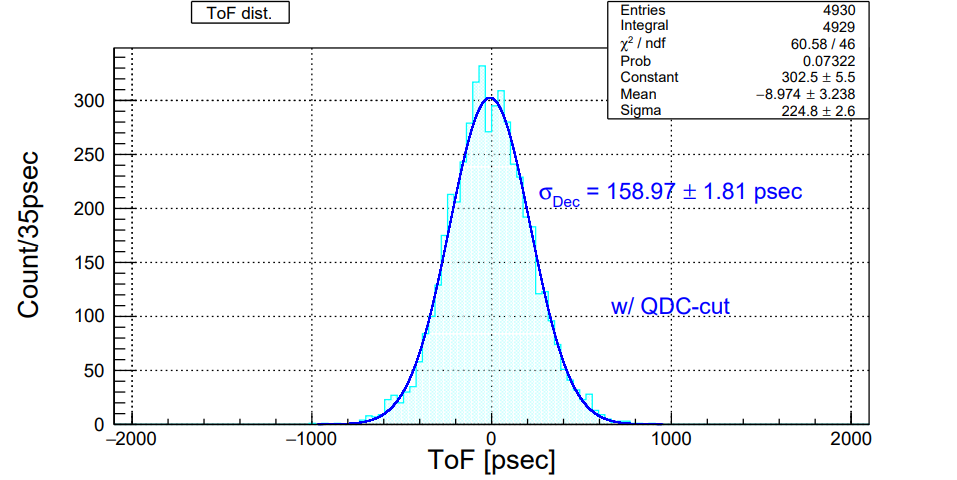 ToF dist.
Entries 4930
Integral 4929
χ² / ndf 60.58 / 46
Prob 0.07322
Constant 302.5 ± 5.5
Mean −8.974 ± 3.238
Sigma 224.8 ± 2.6
300
250
200
150
100
50
0
Count/35psec
σDec = 158.97 ± 1.81 psec
w/ QDC-cut
−2000 −1000 0 1000 2000
ToF [psec]